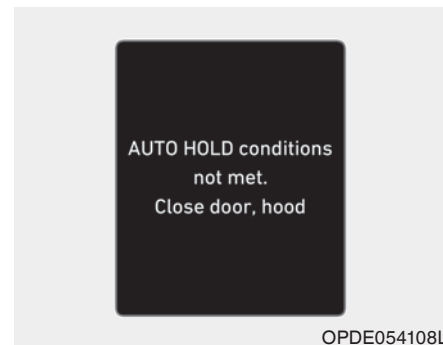 AUTO HOLD conditions
not met.
Close door, hood
OPDE054108L